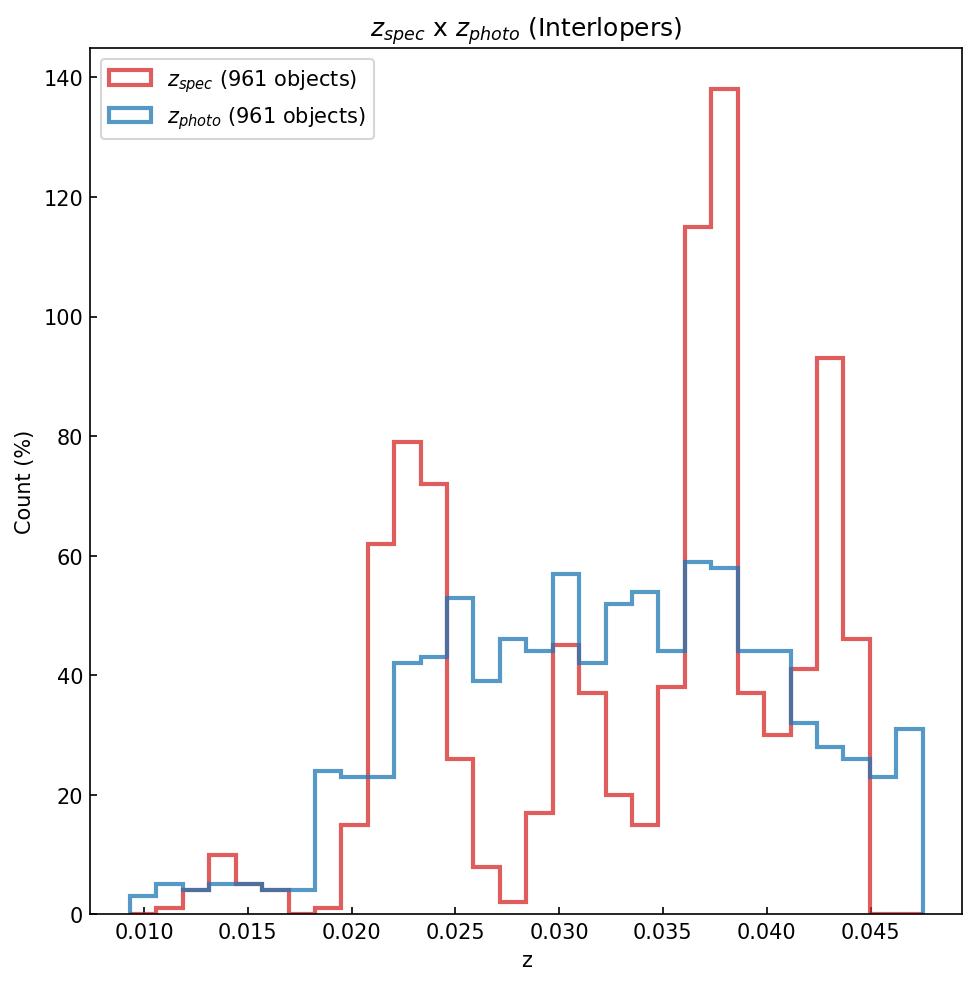 z_spec x z_photo (Interlopers)
z_spec (961 objects)
z_photo (961 objects)
Count (%)
140
120
100
80
60
40
20
0
0.010 0.015 0.020 0.025 0.030 0.035 0.040 0.045
z